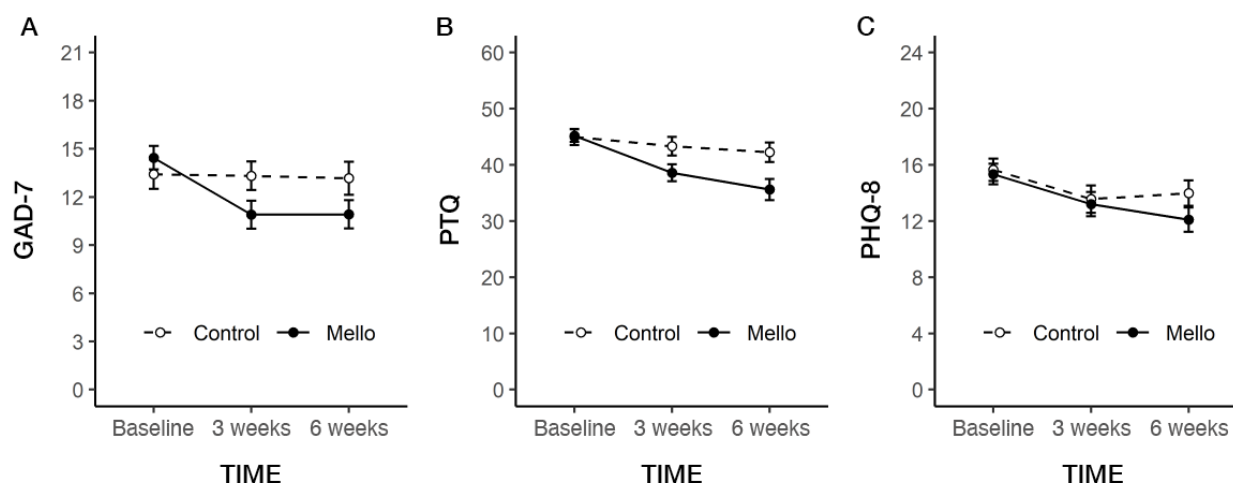 A
GAD-7
21
18
15
12
9
6
3
0
Control
Mello
Baseline
3 weeks
6 weeks
TIME
B
PTQ
60
50
40
30
20
10
0
Control
Mello
Baseline
3 weeks
6 weeks
TIME
C
PHQ-8
24
20
16
12
8
4
0
Control
Mello
Baseline
3 weeks
6 weeks
TIME